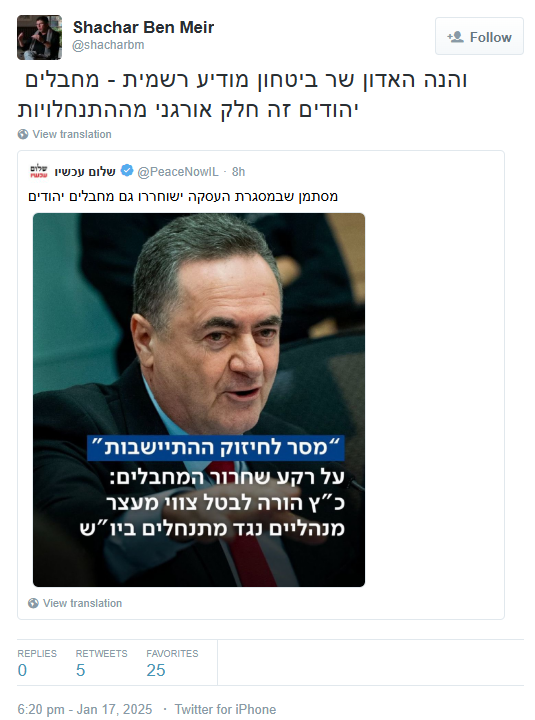 Shachar Ben Meir
@shacharbm
Follow
והנה האדון שר ביטחון מודיע רשמית - מחבלים
יהודים זה חלק אורגני מההתנחלויות
View translation
שלום עכשיו
שלום עכשיו @PeaceNowIL · 8h
מסתמן שבמסגרת העסקה ישוחררו גם מחבלים יהודים
"מסר לחיזוק ההתיישבות"
על רקע שחרור המחבלים:
כ"ץ הורה לבטל צווי מעצר
מנהליים נגד מתנחלים ביו"ש
View translation
REPLIES RETWEETS FAVORITES
0 5 25
6:20 pm - Jan 17, 2025 · Twitter for iPhone